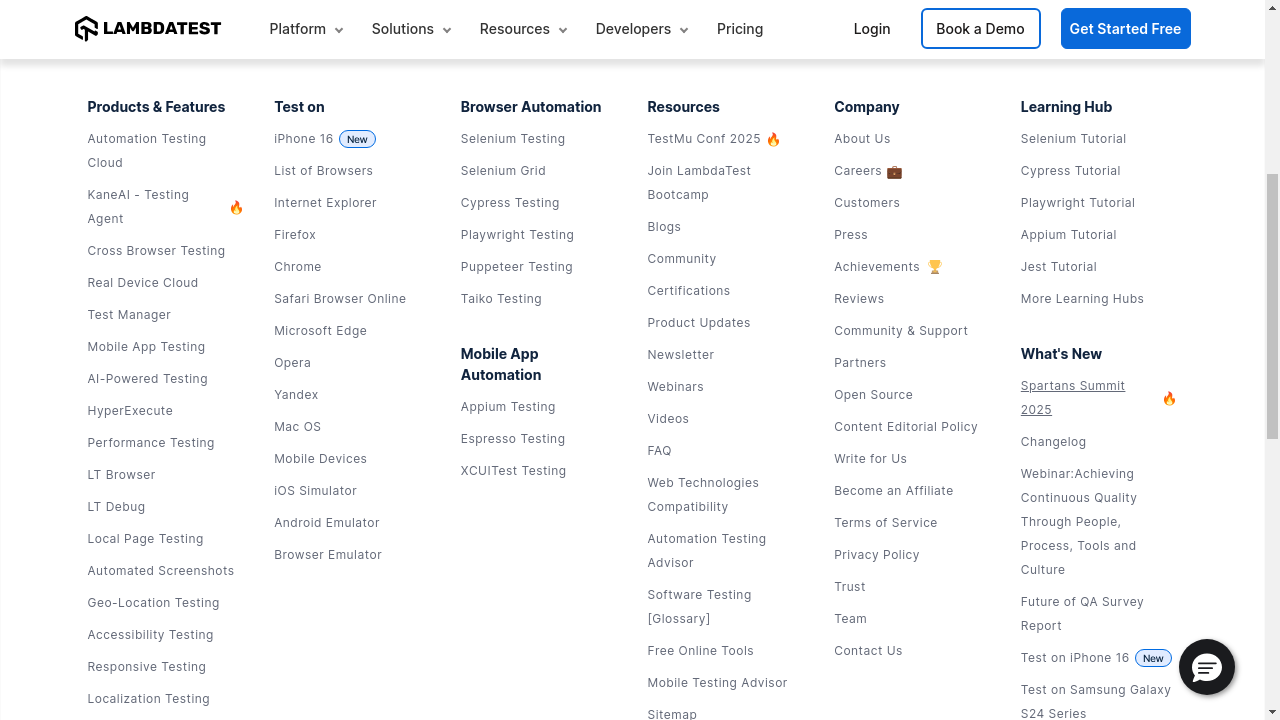 LAMBDATEST
Platform
Solutions
Resources
Developers
Pricing
Login
Book a Demo
Get Started Free
Products & Features
Automation Testing
Cloud
KaneAI - Testing
Agent
Cross Browser Testing
Real Device Cloud
Test Manager
Mobile App Testing
AI-Powered Testing
HyperExecute
Performance Testing
LT Browser
LT Debug
Local Page Testing
Automated Screenshots
Geo-Location Testing
Accessibility Testing
Responsive Testing
Localization Testing
Test on
iPhone 16 New
List of Browsers
Internet Explorer
Firefox
Chrome
Safari Browser Online
Microsoft Edge
Opera
Yandex
Mac OS
Mobile Devices
iOS Simulator
Android Emulator
Browser Emulator
Browser Automation
Selenium Testing
Selenium Grid
Cypress Testing
Playwright Testing
Puppeteer Testing
Taiko Testing
Mobile App
Automation
Appium Testing
Espresso Testing
XCUITest Testing
Resources
TestMu Conf 2025 🔥
Join LambdaTest
Bootcamp
Blogs
Community
Certifications
Product Updates
Newsletter
Webinars
Videos
FAQ
Web Technologies
Compatibility
Automation Testing
Advisor
Software Testing
[Glossary]
Free Online Tools
Mobile Testing Advisor
Sitemap
Company
About Us
Careers 💼
Customers
Press
Achievements 🏆
Reviews
Community & Support
Partners
Open Source
Content Editorial Policy
Write for Us
Become an Affiliate
Terms of Service
Privacy Policy
Trust
Team
Contact Us
Learning Hub
Selenium Tutorial
Cypress Tutorial
Playwright Tutorial
Appium Tutorial
Jest Tutorial
More Learning Hubs
What's New
Spartans Summit
2025
Changelog
Webinar:Achieving
Continuous Quality
Through People,
Process, Tools and
Culture
Future of QA Survey
Report
Test on iPhone 16 New
Test on Samsung Galaxy
S24 Series